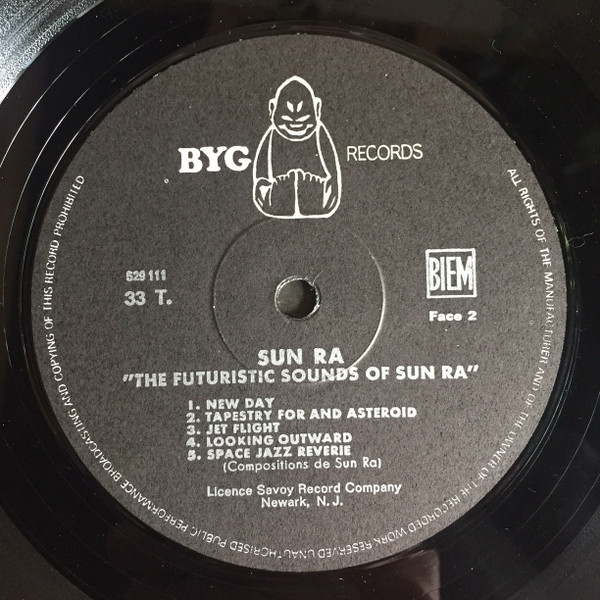 BYG
RECORDS
529 111
33 T.
BIEM
Face 2
SUN RA
"THE FUTURISTIC SOUNDS OF SUN RA"
1. NEW DAY
2. TAPESTRY FOR AND ASTEROID
3. JET FLIGHT
4. LOOKING OUTWARD
5. SPACE JAZZ REVERIE
(Compositions de Sun Ra)
Licence Savoy Record Company
Newark, N.J.
ALL RIGHTS OF THE MANUFACTURER AND OF THE OWNER OF THE RECORDED WORK RESERVED UNAUTHORISED PUBLIC PERFORMANCE BROADCASTING AND COPYING OF THIS RECORD PROHIBITED